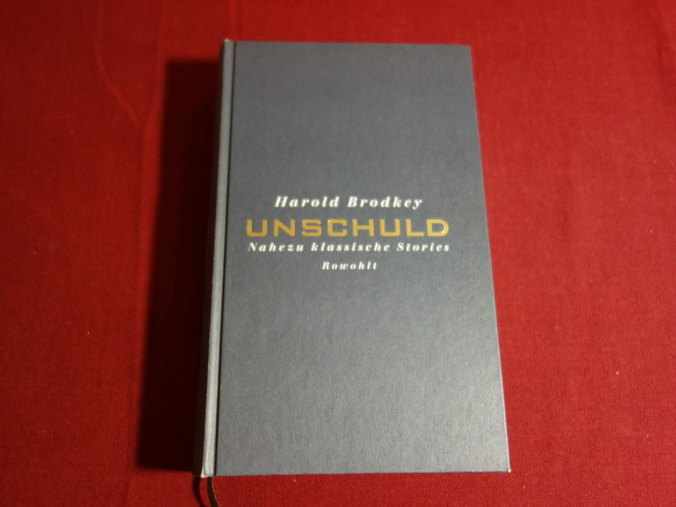 Harold Brodkey
UNSCHULD
Nahezu klassische Stories
Rowohlt